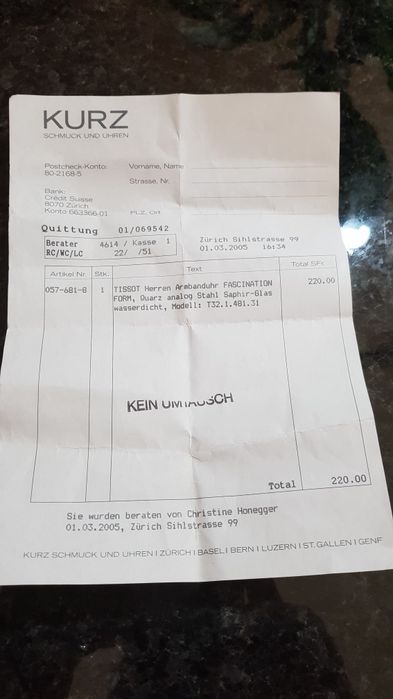 KURZ
SCHMUCK UND UHREN
Postcheck-Konto: Vorname, Name
80-2168-5
Strasse, Nr.
Bank:
Crédit Suisse
8070 Zürich
Konto 663366-01 PLZ, Ort
Quittung 01/069542
Zürich Sihlstrasse 99
Berater 4614 / Kasse 1
01.03.2005 16:34
RC/WC/LC 22/ /51
Artikel Nr. Stk. Text Total SFr.
057-681-8 1 TISSOT Herren Armbanduhr FASCINATION 220.00
FORM, Quarz analog Stahl Saphir-Glas
wasserdicht, Modell: T32.1.481.31
KEIN UMTAUSCH
Total 220.00
Sie wurden beraten von Christine Honegger
01.03.2005, Zürich Sihlstrasse 99
KURZ SCHMUCK UND UHREN I ZÜRICH I BASEL I BERN I LUZERN I ST. GALLEN I GENF